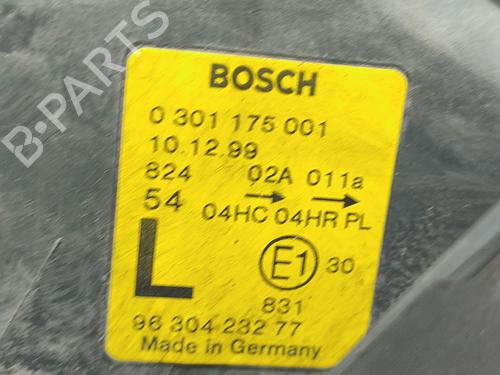 B-PARTS
BOSCH
0 301 175 001
10.12.99
824 02A 011a
54 04HC 04HR PL
L E1 30
831
96 304 232 77
Made in Germany